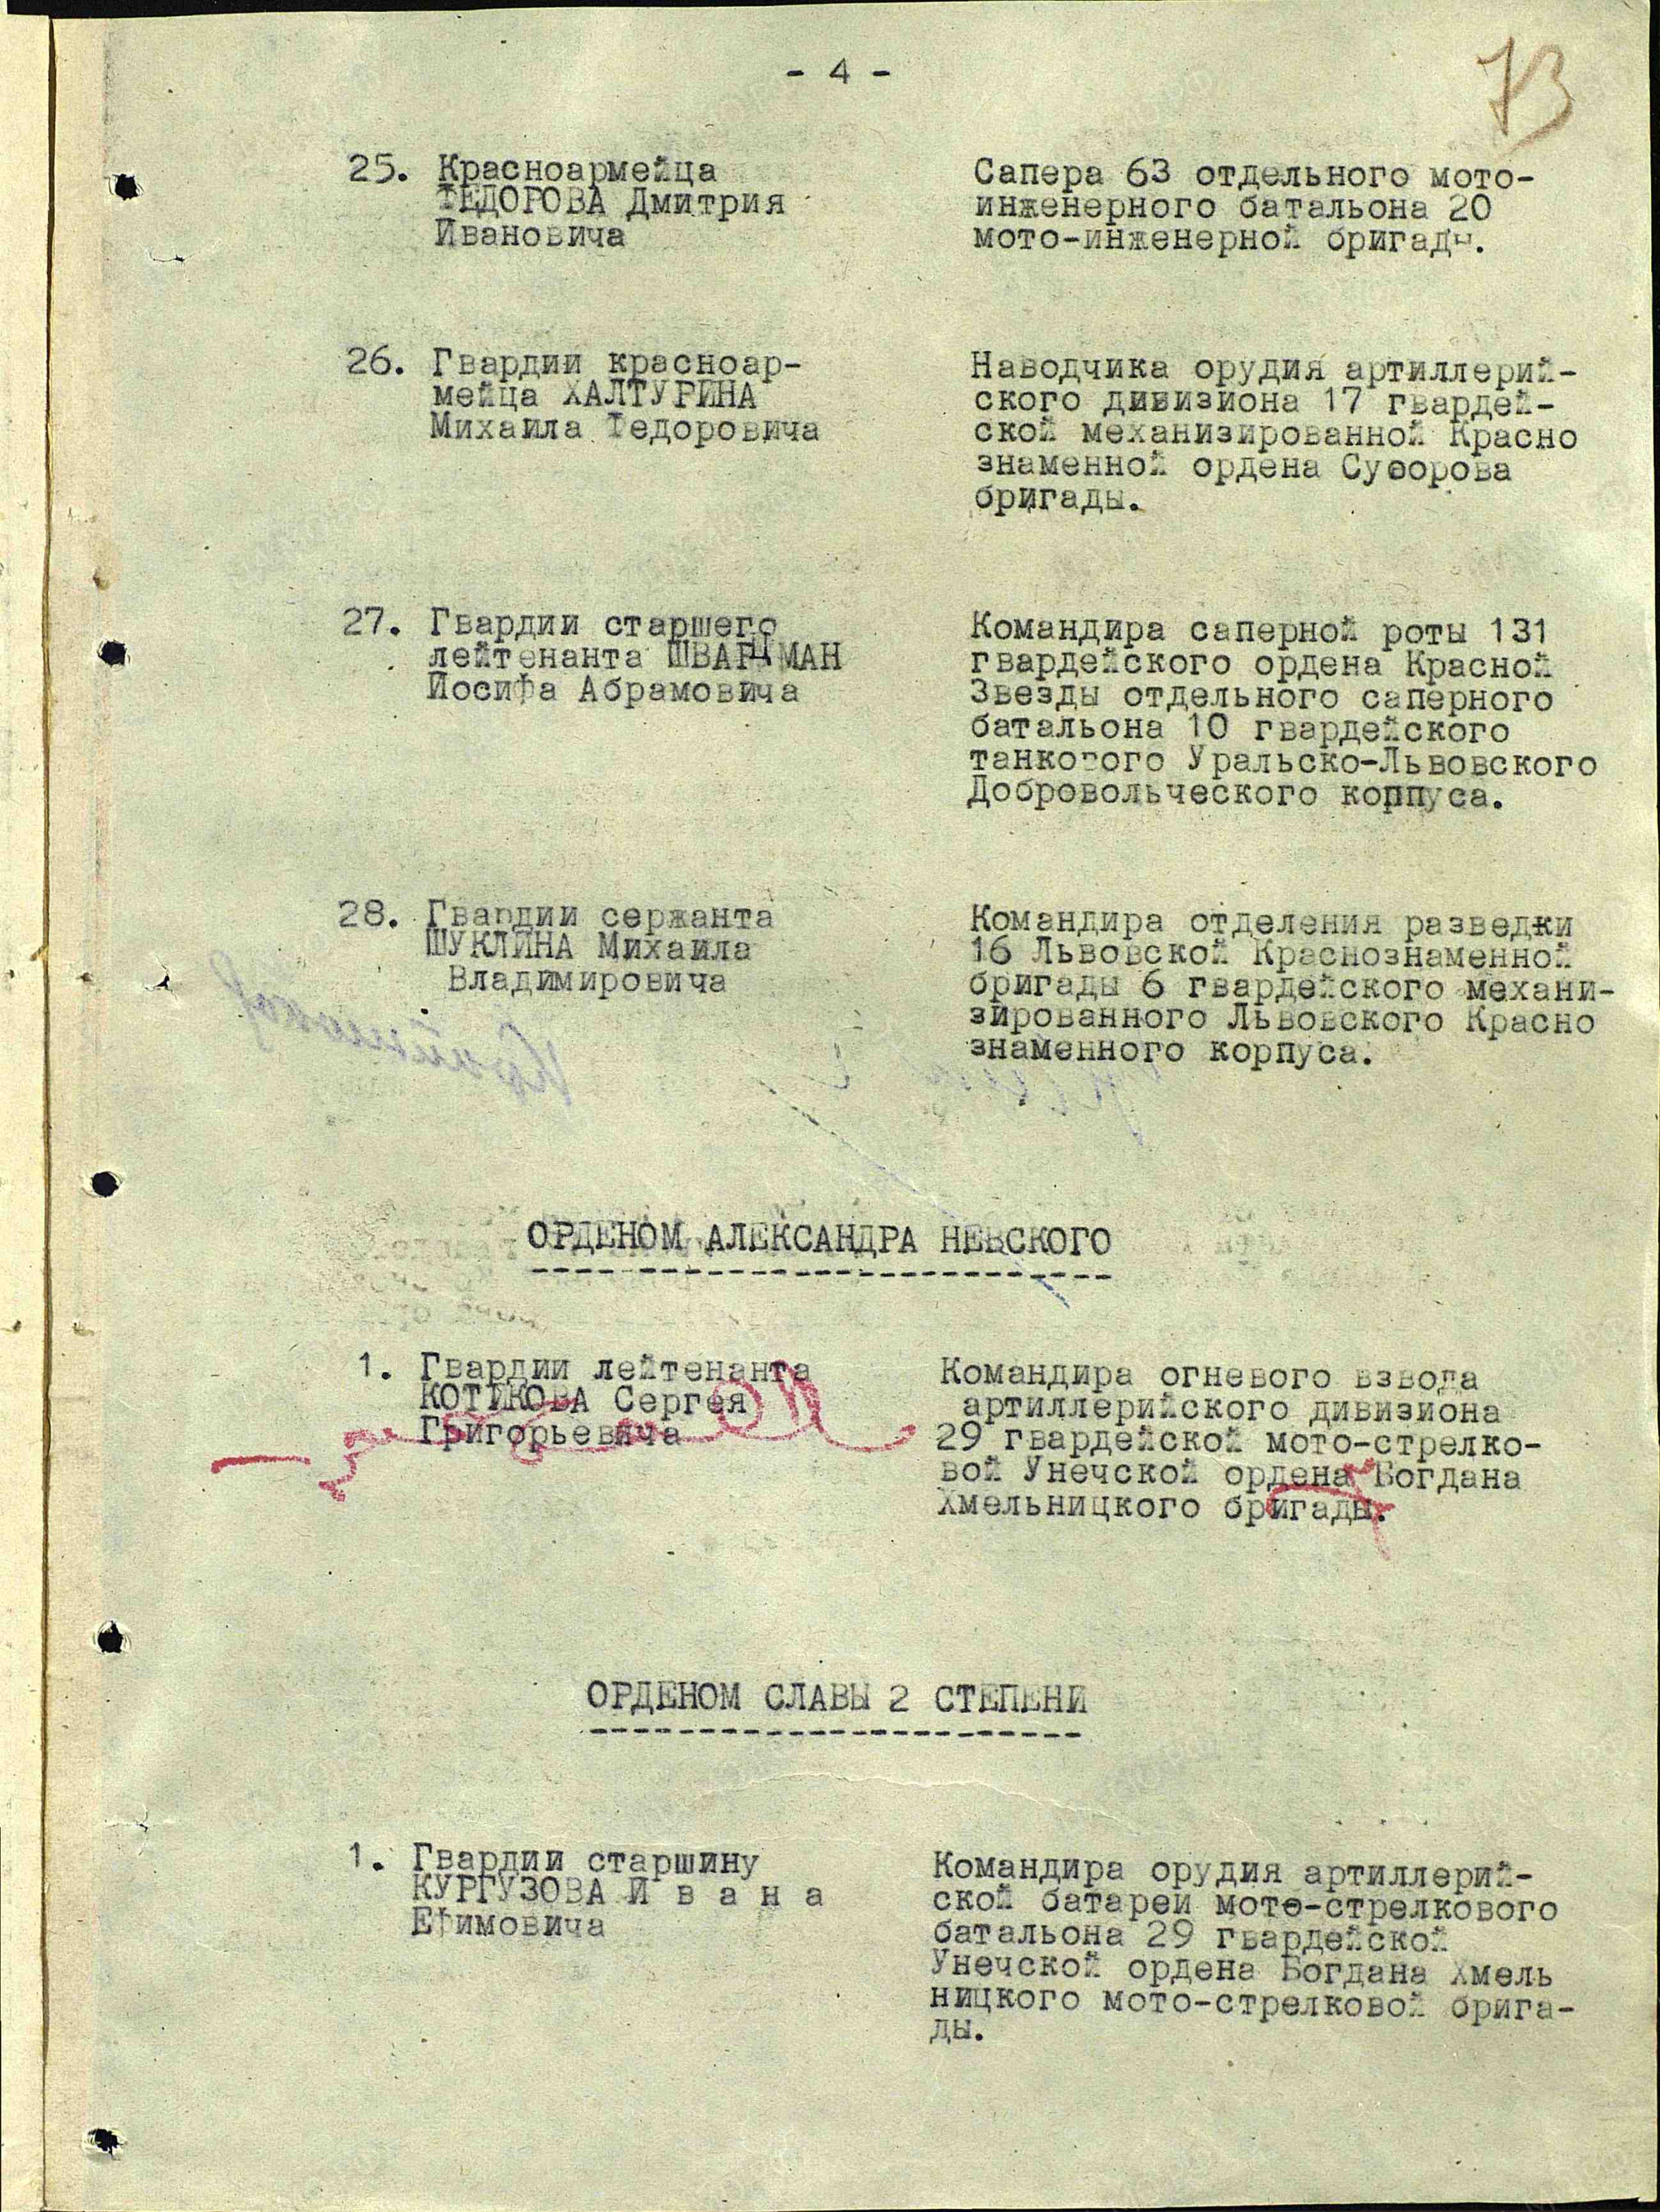 - 4 -
73
25. Красноармейца
ФЕДОРОВА Дмитрия
Ивановича
Сапера 63 отдельного мото-
инженерного батальона 20
мото-инженерной бригады.
26. Гвардии красноар-
мейца ХАЛТУРИНА
Михаила Федоровича
Наводчика орудия артиллерий-
ского дивизиона 17 гвардей-
ской механизированной Красно
знаменной ордена Суворова
бригады.
27. Гвардии старшего
лейтенанта ШВАРЦМАН
Иосифа Абрамовича
Командира саперной роты 131
гвардейского ордена Красной
Звезды отдельного саперного
батальона 10 гвардейского
танкового Уральско-Львовского
Добровольческого корпуса.
28. Гвардии сержанта
ШУКЛИНА Михаила
Владимировича
Командира отделения разведки
16 Львовской Краснознаменной
бригады 6 гвардейского механи-
зированного Львовского Красно
знаменного корпуса.
ОРДЕНОМ АЛЕКСАНДРА НЕВСКОГО
1. Гвардии лейтенанта
КОТИКОВА Сергея
Григорьевича
Командира огневого взвода
артиллерийского дивизиона
29 гвардейской мото-стрелко-
вой Унечской ордена Богдана
Хмельницкого бригады.
ОРДЕНОМ СЛАВЫ 2 СТЕПЕНИ
1. Гвардии старшину
КУРГУЗОВА И в а н а
Ефимовича
Командира орудия артиллерий-
ской батареи мото-стрелкового
батальона 29 гвардейской
Унечской ордена Богдана Хмель
ницкого мото-стрелковой брига-
ды.